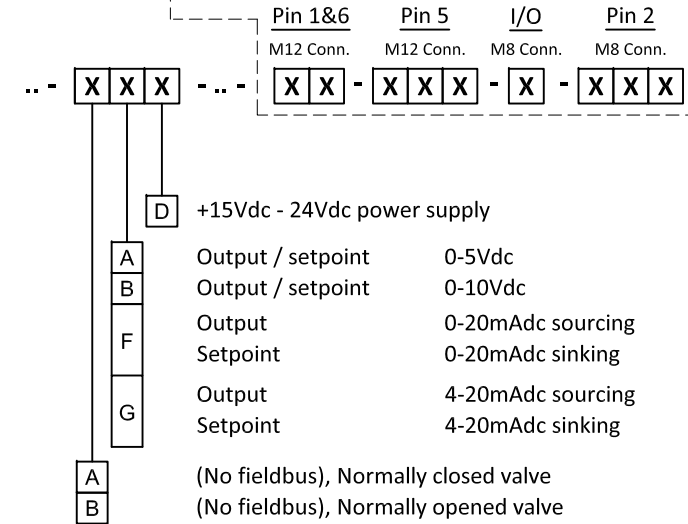 Pin 1&6 Pin 5 I/O Pin 2
M12 Conn. M12 Conn. M8 Conn. M8 Conn.
.. - X X X - .. - X X - X X X - X - X X X
D +15Vdc - 24Vdc power supply
A Output / setpoint 0-5Vdc
B Output / setpoint 0-10Vdc
F Output 0-20mAdc sourcing
Setpoint 0-20mAdc sinking
G Output 4-20mAdc sourcing
Setpoint 4-20mAdc sinking
A (No fieldbus), Normally closed valve
B (No fieldbus), Normally opened valve